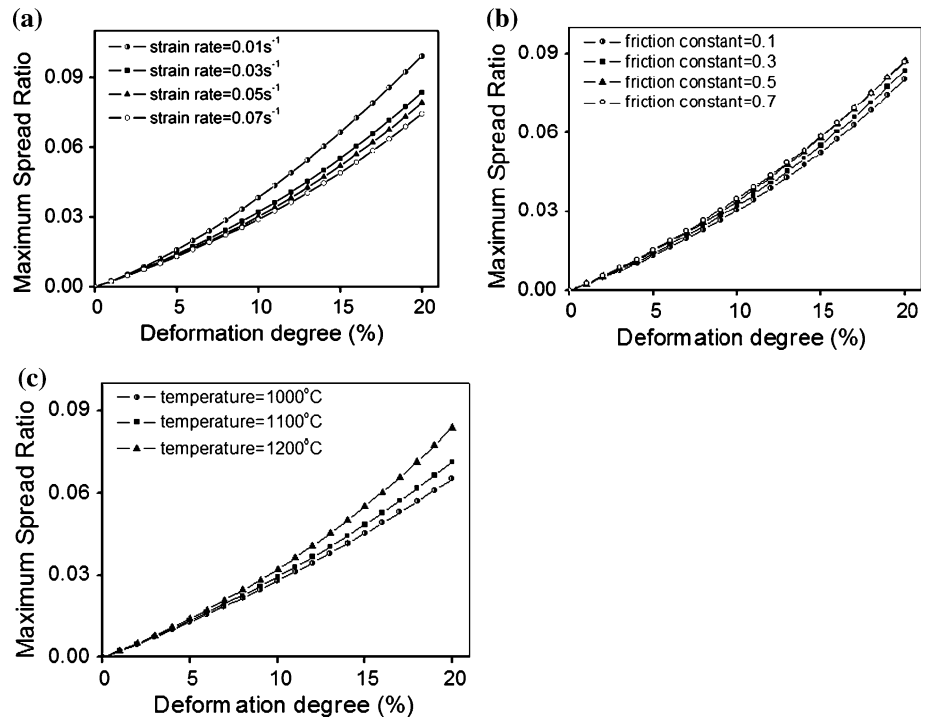 (a)
strain rate=0.01s⁻¹
strain rate=0.03s⁻¹
strain rate=0.05s⁻¹
strain rate=0.07s⁻¹
Maximum Spread Ratio
0.09
0.06
0.03
0.00
0 5 10 15 20
Deformation degree (%)
(b)
friction constant=0.1
friction constant=0.3
friction constant=0.5
friction constant=0.7
Maximum Spread Ratio
0.09
0.06
0.03
0.00
0 5 10 15 20
Deformation degree (%)
(c)
temperature=1000°C
temperature=1100°C
temperature=1200°C
Maximum Spread Ratio
0.09
0.06
0.03
0.00
5 10 15 20
Deformation degree (%)